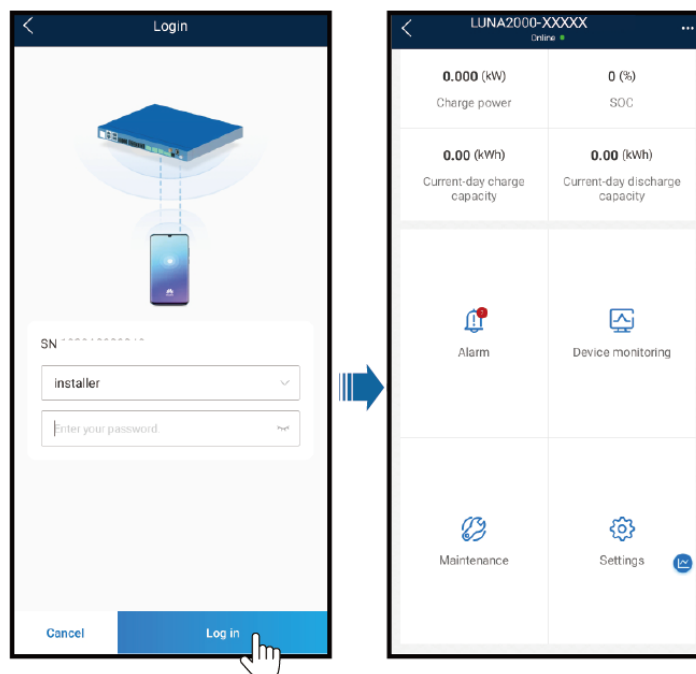 Login
SN
installer
Enter your password.
Cancel
Log in
LUNA2000-XXXXX
Online
0.000 (kW)
Charge power
0 (%)
SOC
0.00 (kWh)
Current-day charge
capacity
0.00 (kWh)
Current-day discharge
capacity
Alarm
Device monitoring
Maintenance
Settings